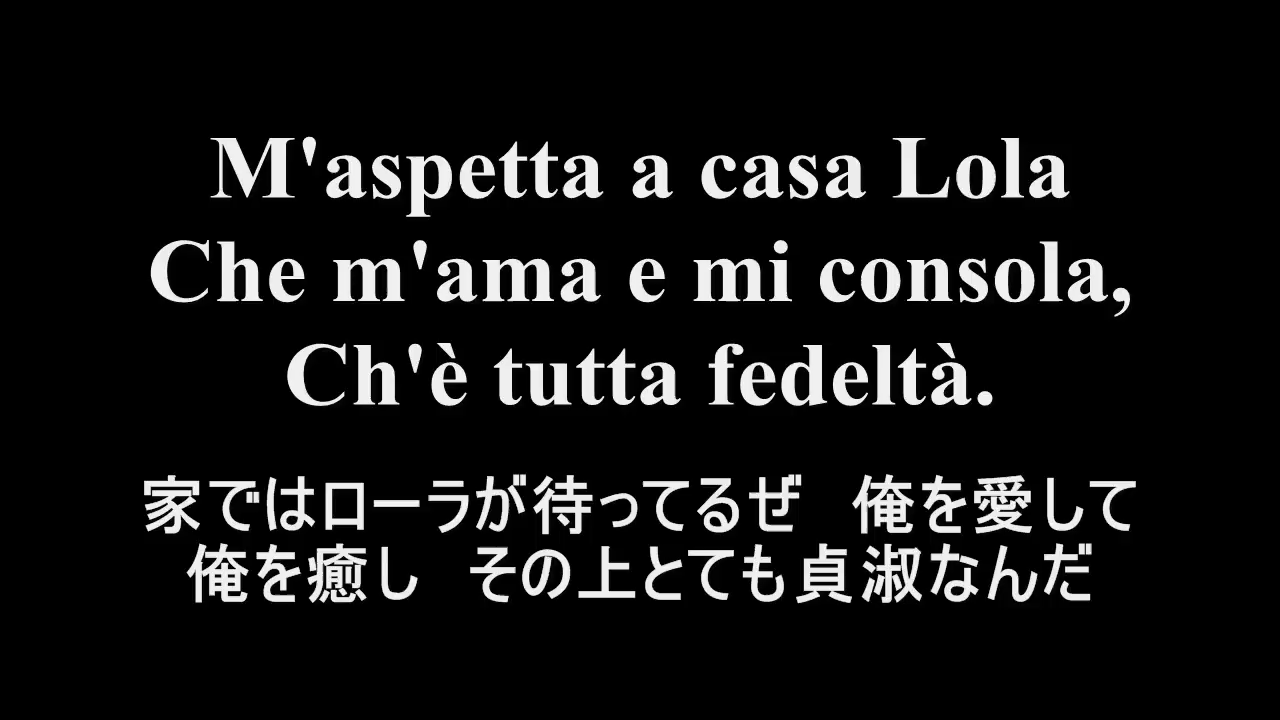 M'aspetta a casa Lola
Che m'ama e mi consola,
Ch'è tutta fedeltà.
家ではローラが待ってるぜ　俺を愛して
俺を癒し　その上とても貞淑なんだ